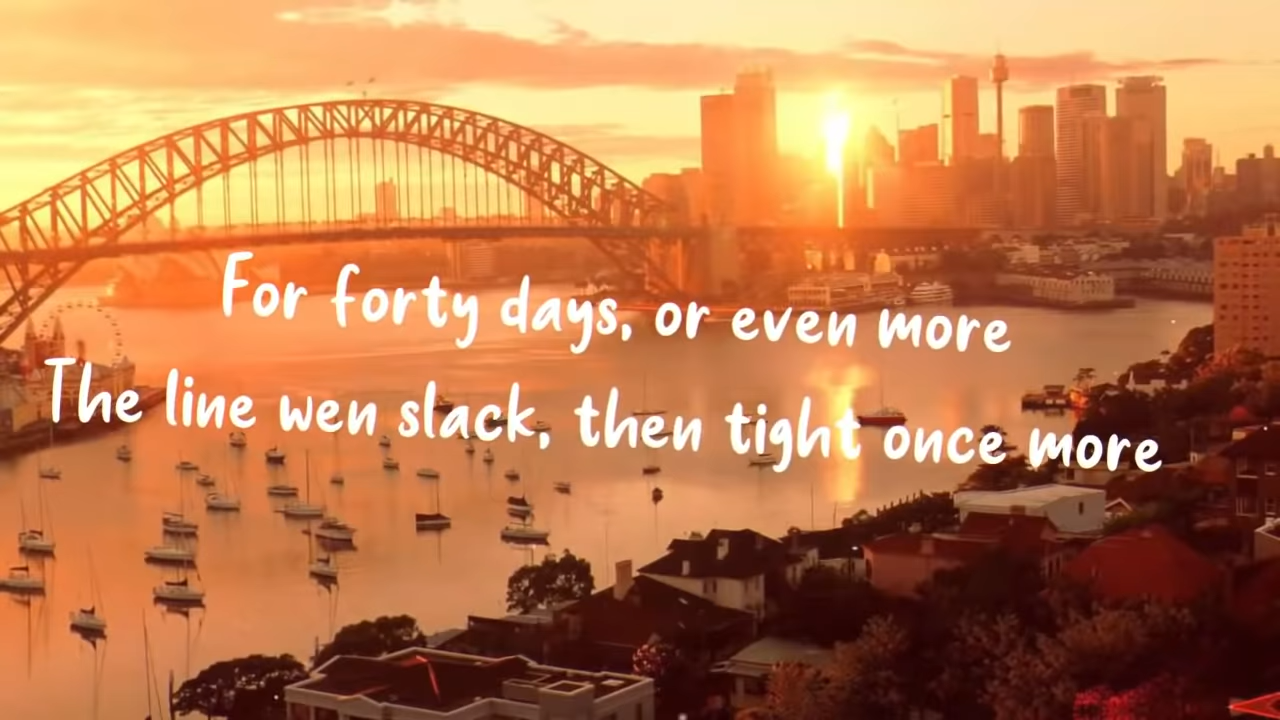 For forty days, or even more
The line wen slack, then tight once more